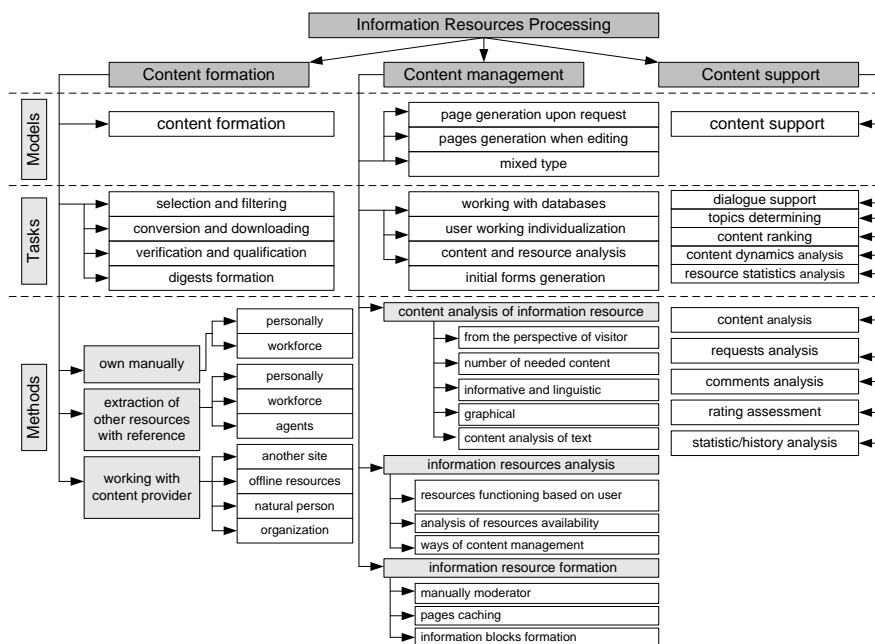 Information Resources Processing
Content formation
Content management
Content support
Models
content formation
page generation upon request
pages generation when editing
mixed type
content support
Tasks
selection and filtering
conversion and downloading
verification and qualification
digests formation
working with databases
user working individualization
content and resource analysis
initial forms generation
dialogue support
topics determining
content ranking
content dynamics analysis
resource statistics analysis
Methods
own manually
personally
workforce
extraction of
other resources
with reference
personally
workforce
agents
working with
content provider
another site
offline resources
natural person
organization
content analysis of information resource
from the perspective of visitor
number of needed content
informative and linguistic
graphical
content analysis of text
information resources analysis
resources functioning based on user
analysis of resources availability
ways of content management
information resource formation
manually moderator
pages caching
information blocks formation
content analysis
requests analysis
comments analysis
rating assessment
statistic/history analysis